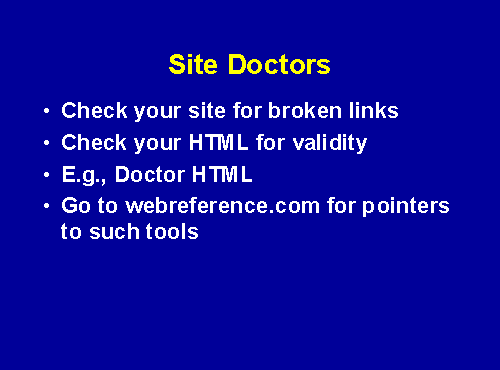 Site Doctors
• Check your site for broken links
• Check your HTML for validity
• E.g., Doctor HTML
• Go to webreference.com for pointers
to such tools